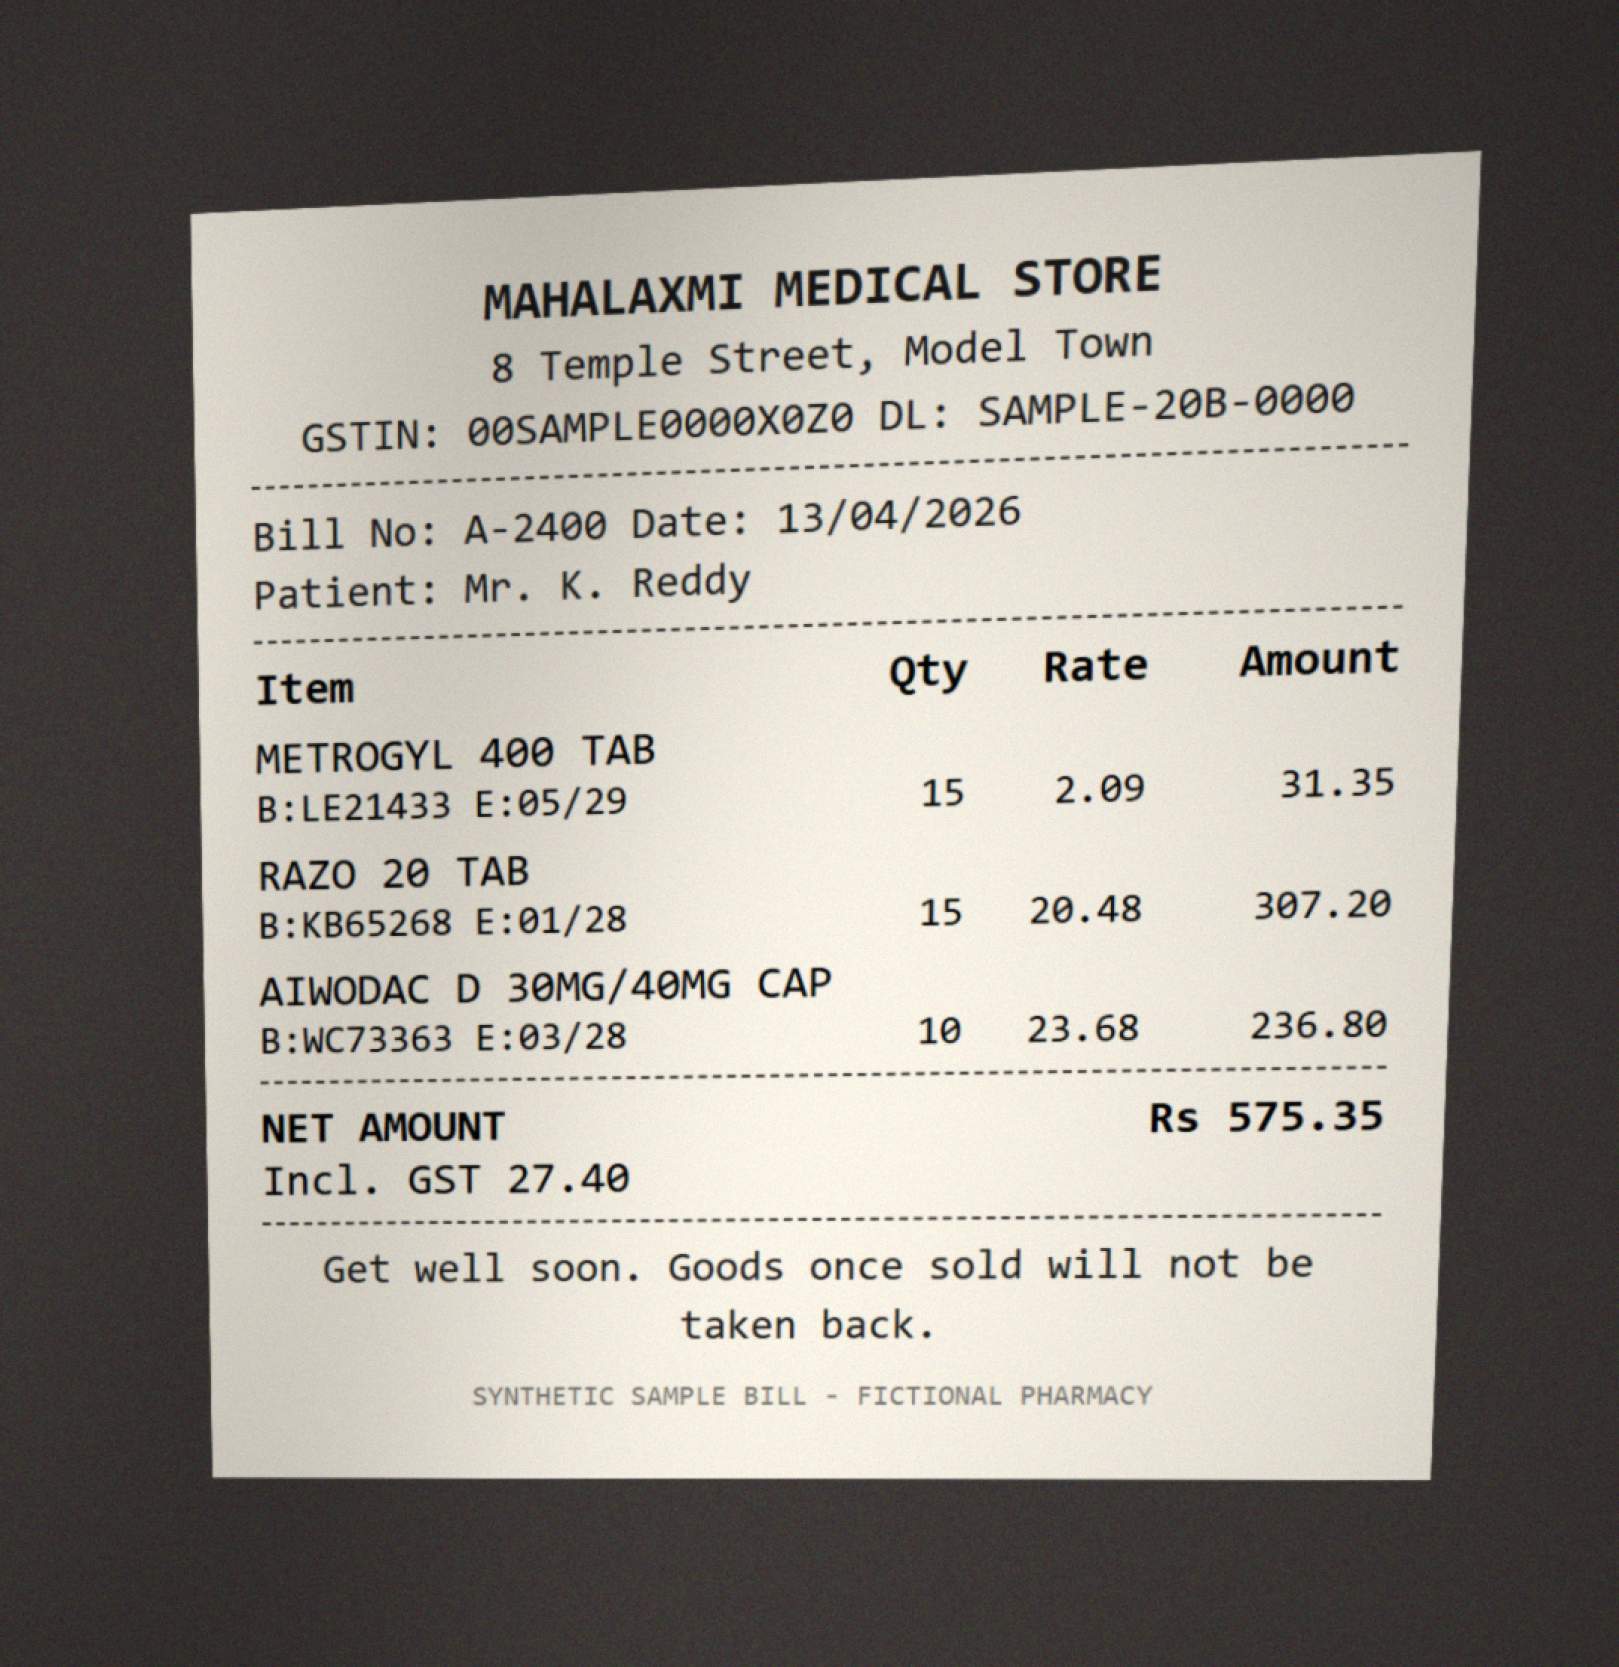 MAHALAXMI MEDICAL STORE
8 Temple Street, Model Town
GSTIN: 00SAMPLE0000X0Z0 DL: SAMPLE-20B-0000
Bill No: A-2400 Date: 13/04/2026
Patient: Mr. K. Reddy
Item Qty Rate Amount
METROGYL 400 TAB
B:LE21433 E:05/29 15 2.09 31.35
RAZO 20 TAB
B:KB65268 E:01/28 15 20.48 307.20
AIWODAC D 30MG/40MG CAP
B:WC73363 E:03/28 10 23.68 236.80
NET AMOUNT Rs 575.35
Incl. GST 27.40
Get well soon. Goods once sold will not be
taken back.
SYNTHETIC SAMPLE BILL - FICTIONAL PHARMACY